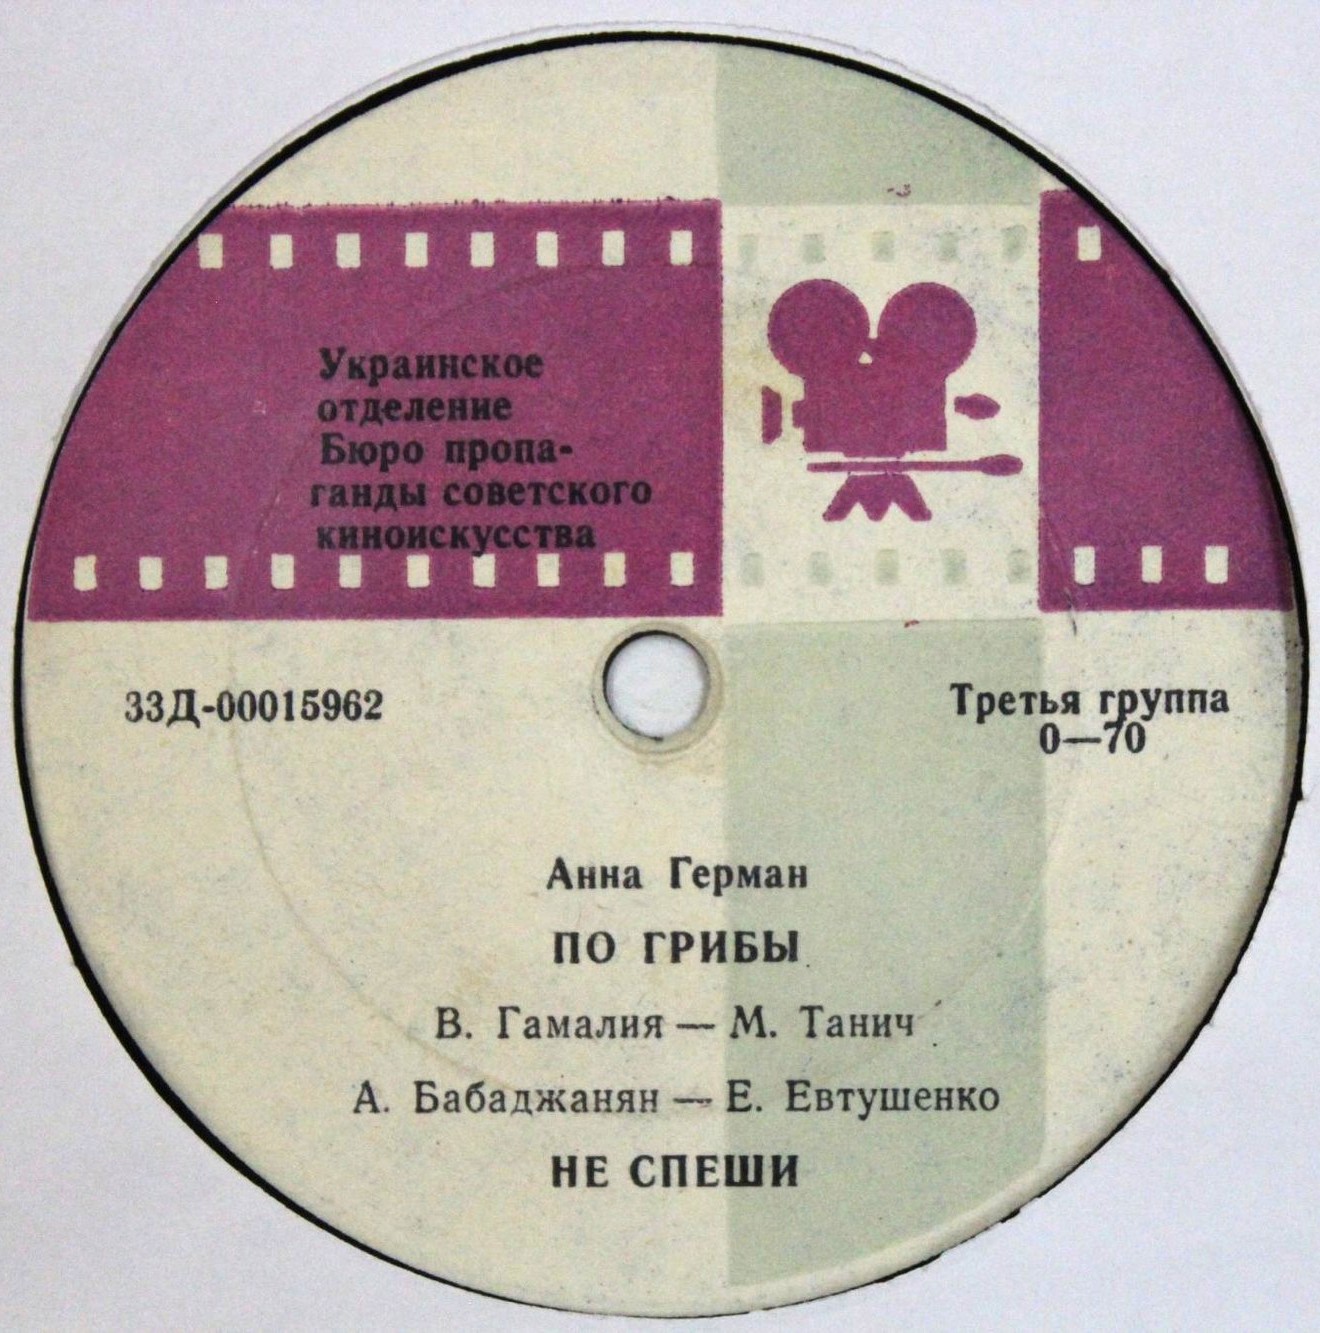 Украинское
отделение
Бюро пропа-
ганды советского
киноискусства
33Д-00015962
Третья группа
0—70
Анна Герман
ПО ГРИБЫ
В. Гамалия — М. Танич
А. Бабаджанян — Е. Евтушенко
НЕ СПЕШИ